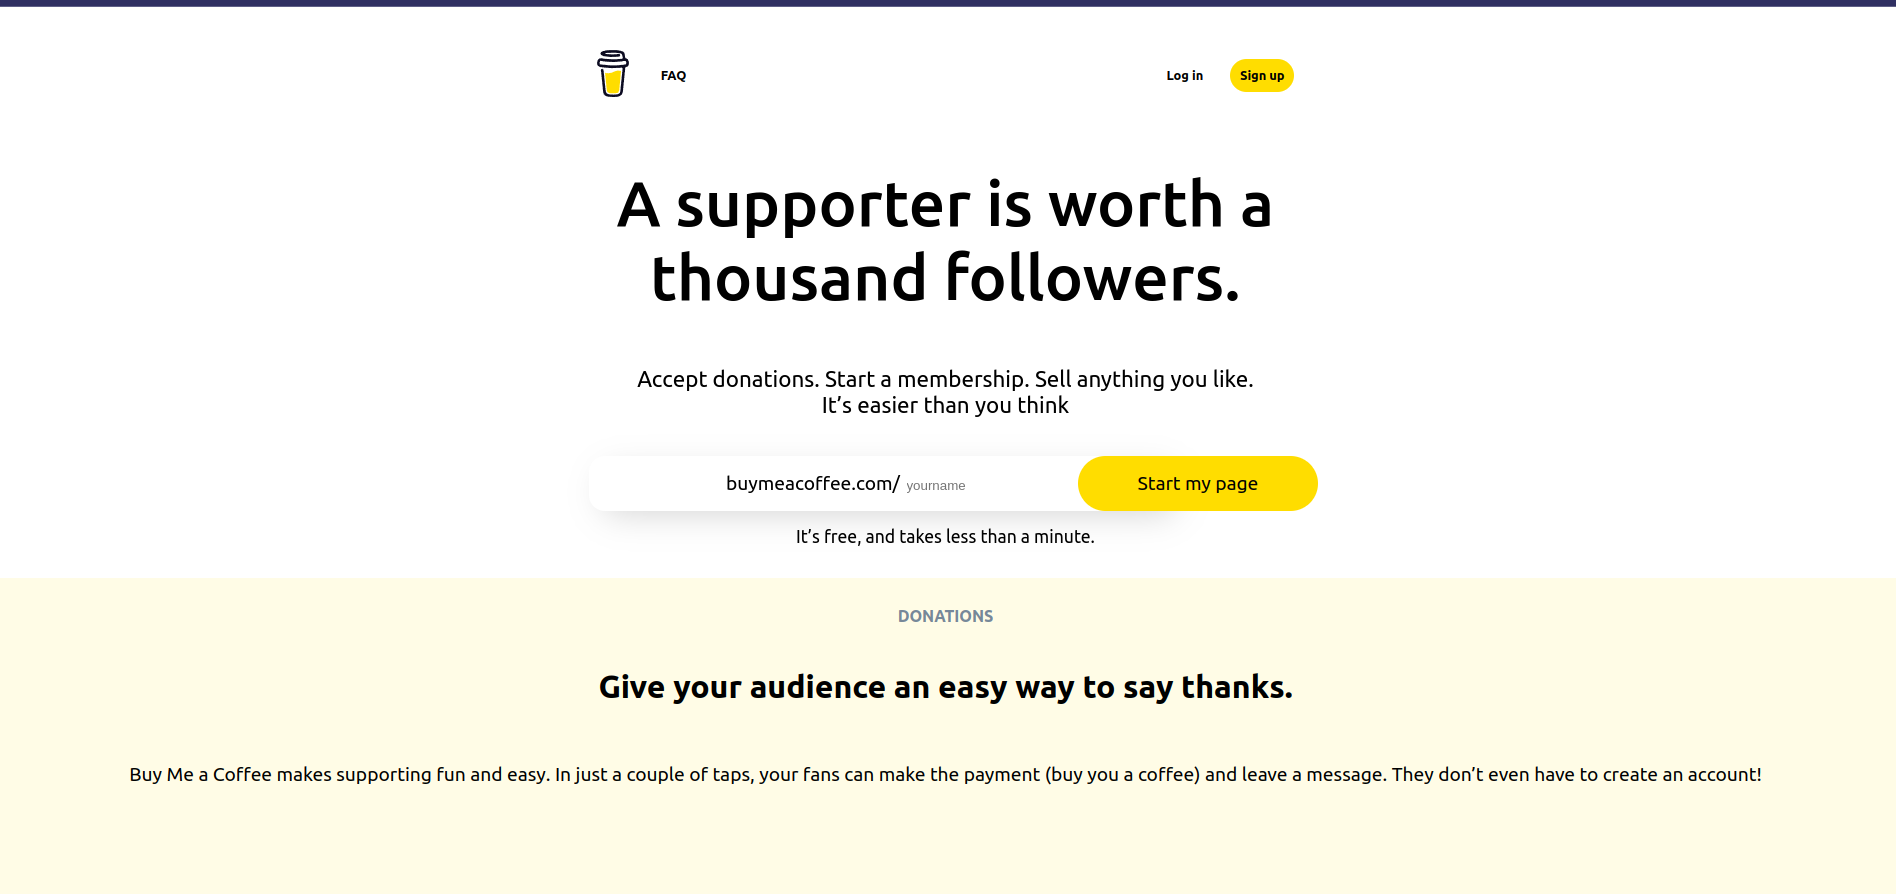 FAQ
Log in
Sign up
A supporter is worth a
thousand followers.
Accept donations. Start a membership. Sell anything you like.
It’s easier than you think
buymeacoffee.com/ yourname
Start my page
It’s free, and takes less than a minute.
DONATIONS
Give your audience an easy way to say thanks.
Buy Me a Coffee makes supporting fun and easy. In just a couple of taps, your fans can make the payment (buy you a coffee) and leave a message. They don’t even have to create an account!